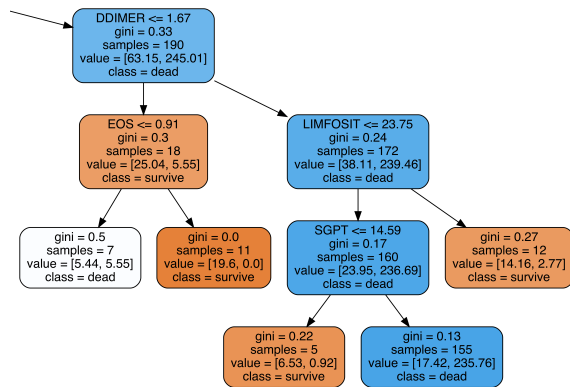 DDIMER <= 1.67
gini = 0.33
samples = 190
value = [63.15, 245.01]
class = dead
EOS <= 0.91
gini = 0.3
samples = 18
value = [25.04, 5.55]
class = survive
LIMFOSIT <= 23.75
gini = 0.24
samples = 172
value = [38.11, 239.46]
class = dead
gini = 0.5
samples = 7
value = [5.44, 5.55]
class = dead
gini = 0.0
samples = 11
value = [19.6, 0.0]
class = survive
SGPT <= 14.59
gini = 0.17
samples = 160
value = [23.95, 236.69]
class = dead
gini = 0.27
samples = 12
value = [14.16, 2.77]
class = survive
gini = 0.22
samples = 5
value = [6.53, 0.92]
class = survive
gini = 0.13
samples = 155
value = [17.42, 235.76]
class = dead